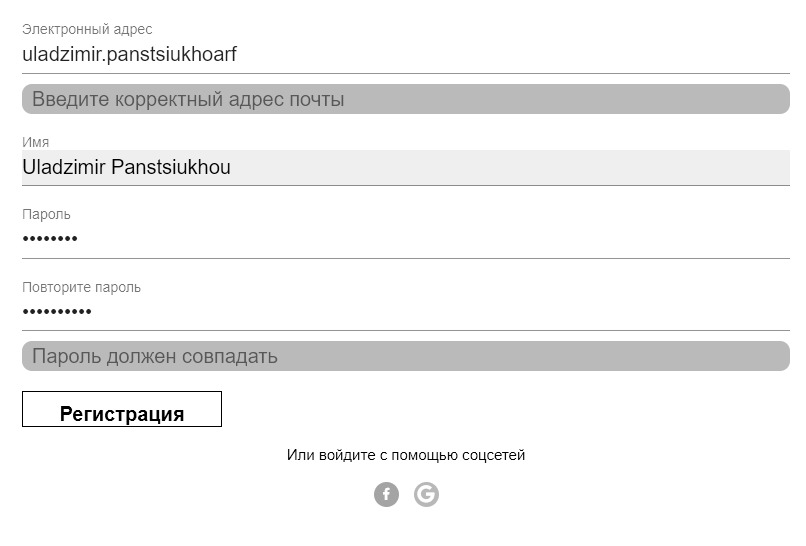 Электронный адрес
uladzimir.panstsiukhoarf
Введите корректный адрес почты
Имя
Uladzimir Panstsiukhou
Пароль
••••••••
Повторите пароль
••••••••••
Пароль должен совпадать
Регистрация
Или войдите с помощью соцсетей
f G